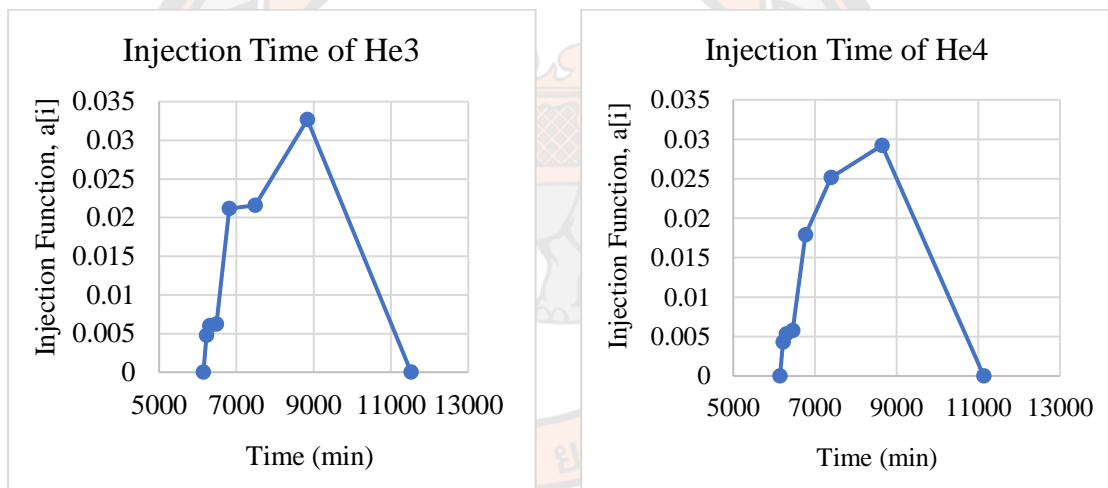 Injection Time of He3
Injection Function, a[i]
0.035
0.03
0.025
0.02
0.015
0.01
0.005
0
5000 7000 9000 11000 13000
Time (min)
Injection Time of He4
Injection Function, a[i]
0.035
0.03
0.025
0.02
0.015
0.01
0.005
0
5000 7000 9000 11000 13000
Time (min)